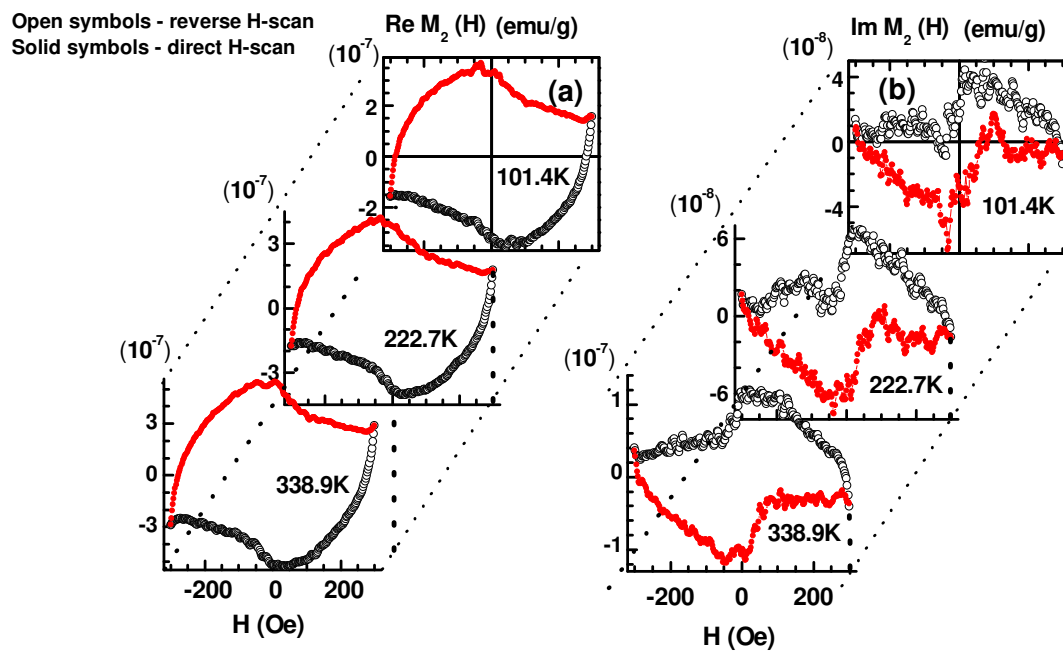 Open symbols - reverse H-scan
Solid symbols - direct H-scan
Re M₂ (H) (emu/g)
(10⁻⁷)
(a)
2
0
-2
101.4K
(10⁻⁷)
3
0
-3
222.7K
(10⁻⁷)
3
0
-3
338.9K
-200 0 200
H (Oe)
Im M₂ (H) (emu/g)
(10⁻⁸)
(b)
4
0
-4
101.4K
(10⁻⁸)
6
0
-6
222.7K
(10⁻⁷)
1
0
-1
338.9K
-200 0 200
H (Oe)